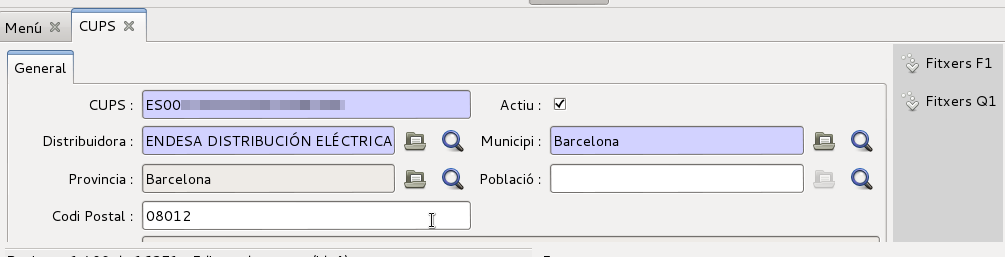 Menú CUPS
General
CUPS : ES00 Actiu :
Distribuidora : ENDESA DISTRIBUCIÓN ELÉCTRICA Municipi : Barcelona
Provincia : Barcelona Població :
Codi Postal : 08012
Fitxers F1
Fitxers Q1